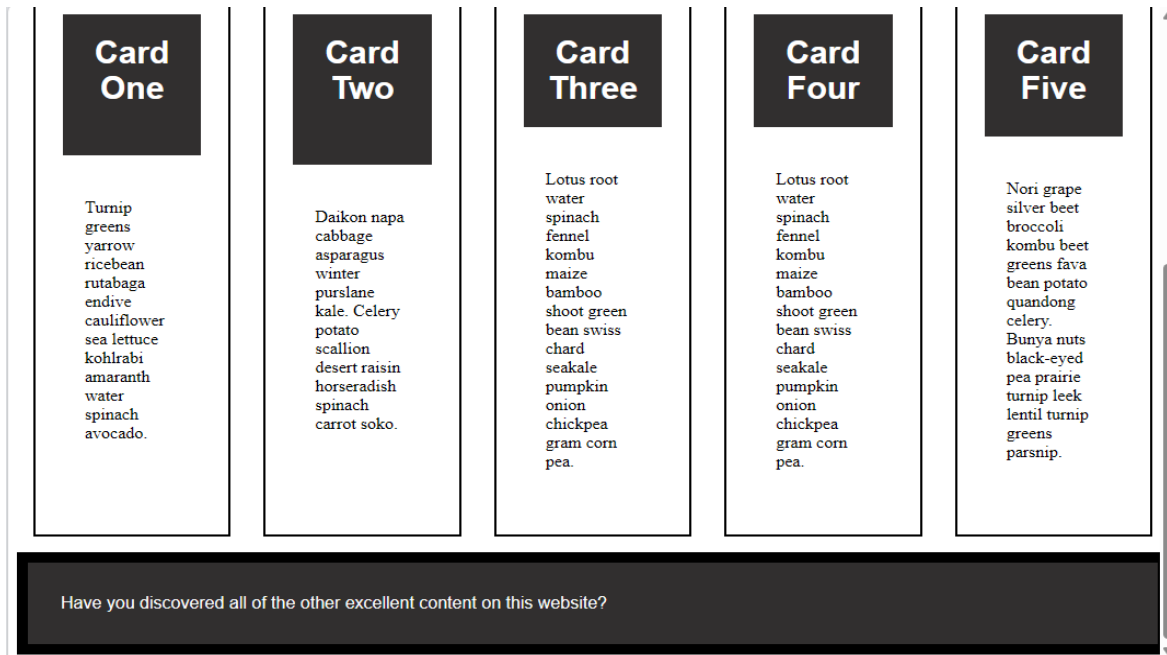 Card
One
Turnip
greens
yarrow
ricebean
rutabaga
endive
cauliflower
sea lettuce
kohlrabi
amaranth
water
spinach
avocado.
Card
Two
Daikon napa
cabbage
asparagus
winter
purslane
kale. Celery
potato
scallion
desert raisin
horseradish
spinach
carrot soko.
Card
Three
Lotus root
water
spinach
fennel
kombu
maize
bamboo
shoot green
bean swiss
chard
seakale
pumpkin
onion
chickpea
gram corn
pea.
Card
Four
Lotus root
water
spinach
fennel
kombu
maize
bamboo
shoot green
bean swiss
chard
seakale
pumpkin
onion
chickpea
gram corn
pea.
Card
Five
Nori grape
silver beet
broccoli
kombu beet
greens fava
bean potato
quandong
celery.
Bunya nuts
black-eyed
pea prairie
turnip leek
lentil turnip
greens
parsnip.
Have you discovered all of the other excellent content on this website?